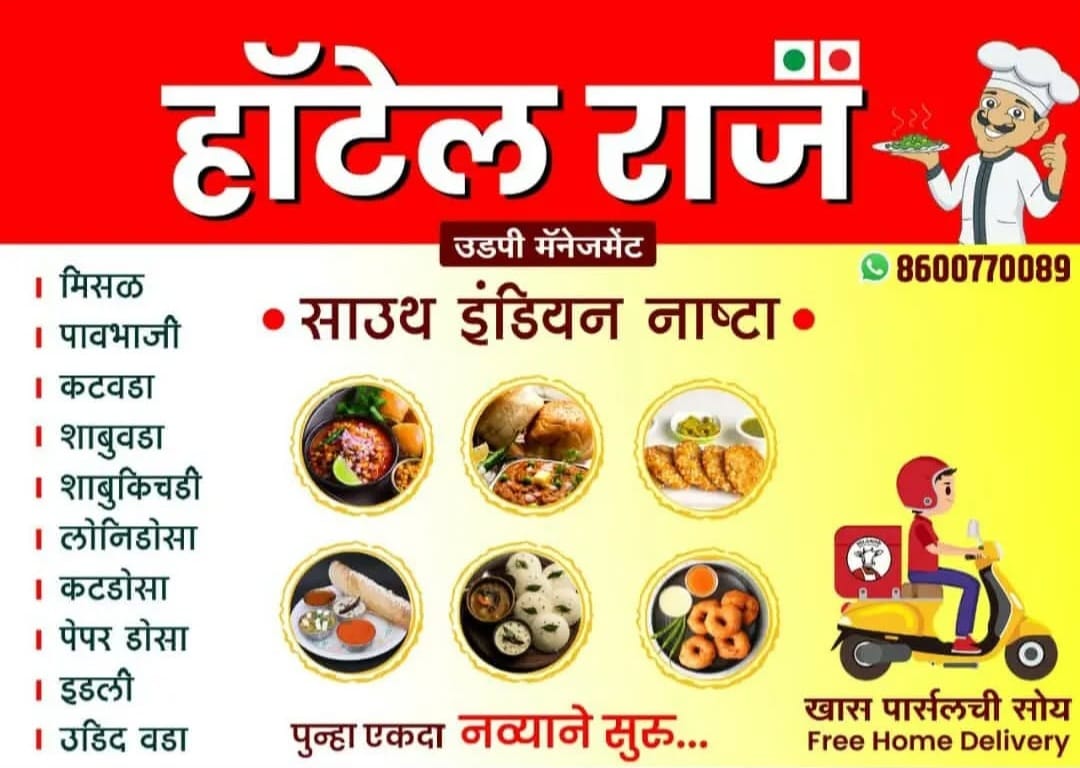 हॉटेल राज
उडपी मॅनेजमेंट
8600770089
• साउथ इंडियन नाष्टा •
मिसळ
पावभाजी
कटवडा
शाबुवडा
शाबुकिचडी
लोनिडोसा
कटडोसा
पेपर डोसा
इडली
उडिद वडा
पुन्हा एकदा नव्याने सुरु...
खास पार्सलची सोय
Free Home Delivery